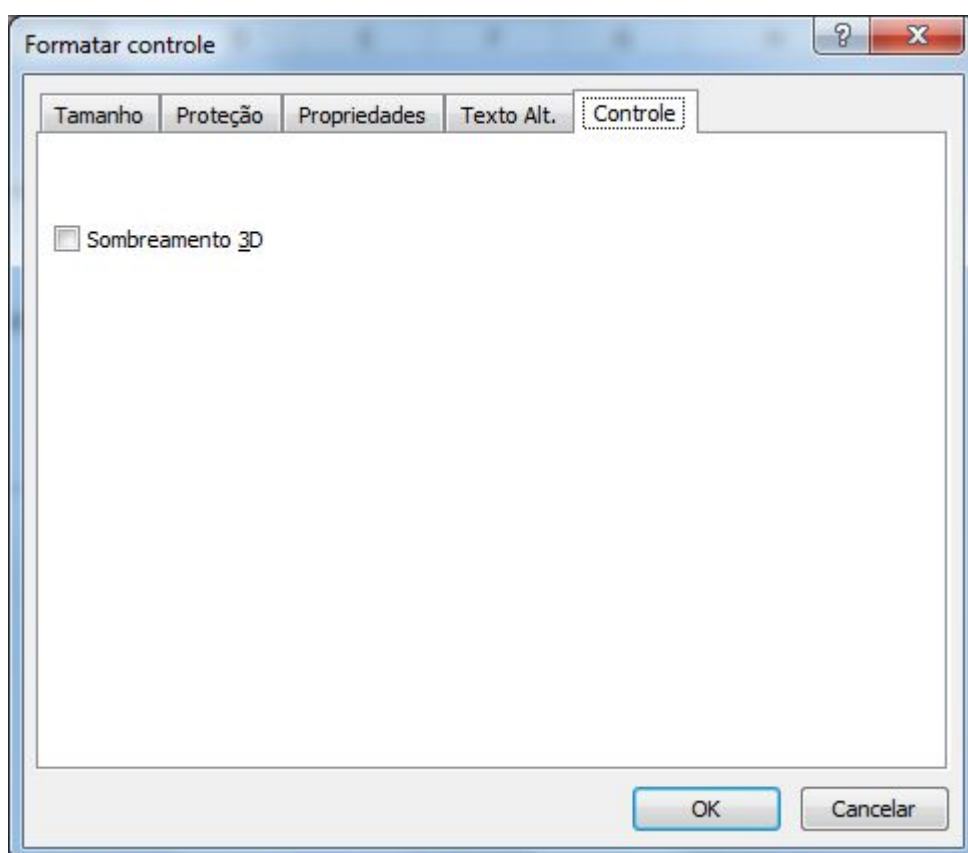 Formatar controle
Tamanho Proteção Propriedades Texto Alt. Controle
Sombreamento 3D
OK Cancelar